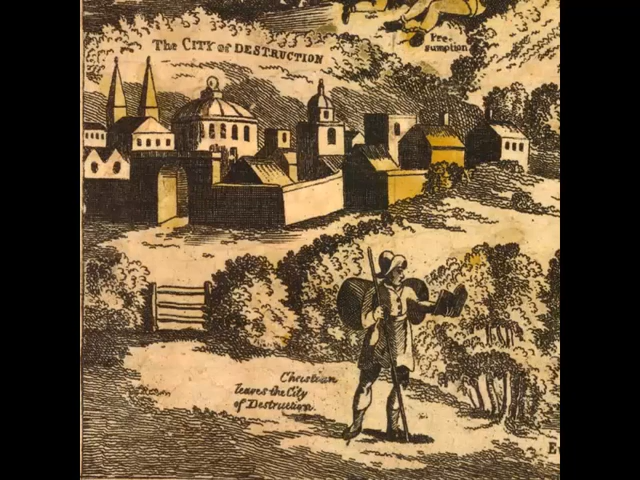 The CITY of DESTRUCTION
Pre
sumption
Christian
leaves the City
of Destruction.